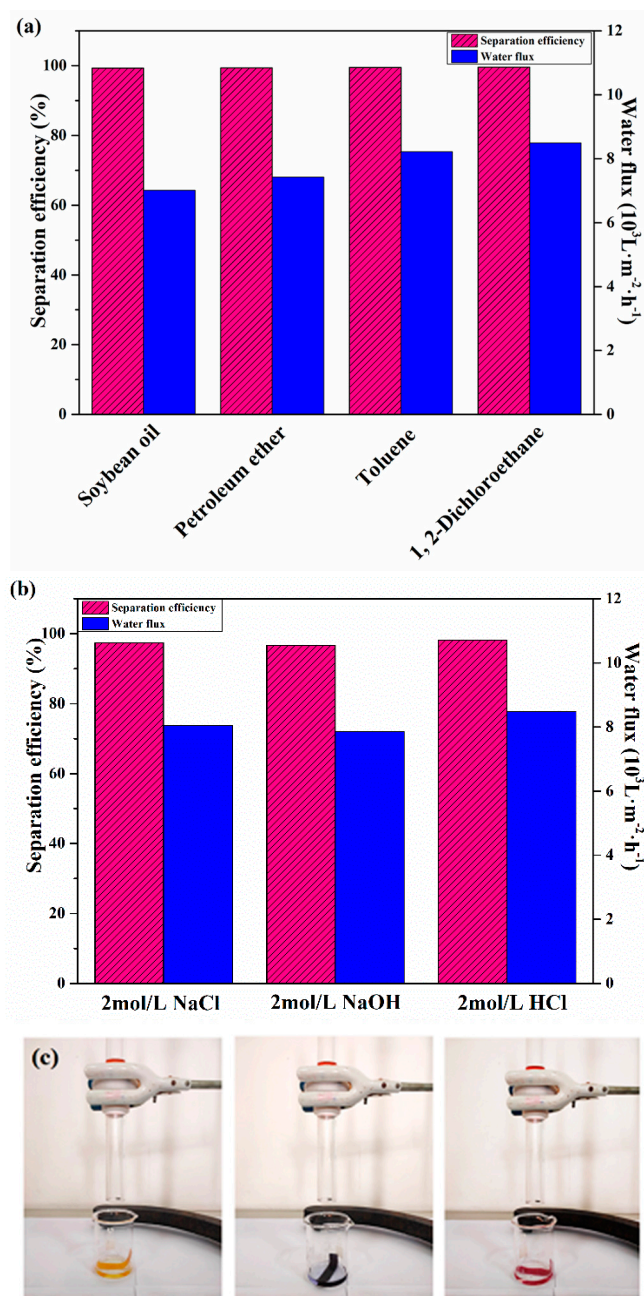 (a)
Separation efficiency
Water flux
Separation efficiency (%)
100
80
60
40
20
0
Water flux (10³L·m⁻²·h⁻¹)
12
10
8
6
4
2
0
Soybean oil
Petroleum ether
Toluene
1, 2-Dichloroethane
(b)
Separation efficiency
Water flux
Separation efficiency (%)
100
80
60
40
20
0
Water flux (10³L·m⁻²·h⁻¹)
12
10
8
6
4
2
0
2mol/L NaCl
2mol/L NaOH
2mol/L HCl
(c)